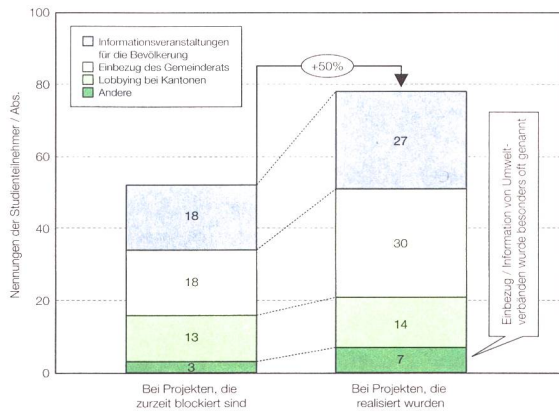 100
80
60
40
20
0
Nennungen der Studienteilnehmer / Abs.
Informationsveranstaltungen
für die Bevölkerung
Einbezug des Gemeinderats
Lobbying bei Kantonen
Andere
+50%
18
18
13
3
27
30
14
7
Einbezug / Information von Umwelt-
verbänden wurde besonders oft genannt
Bei Projekten, die
zurzeit blockiert sind
Bei Projekten, die
realisiert wurden